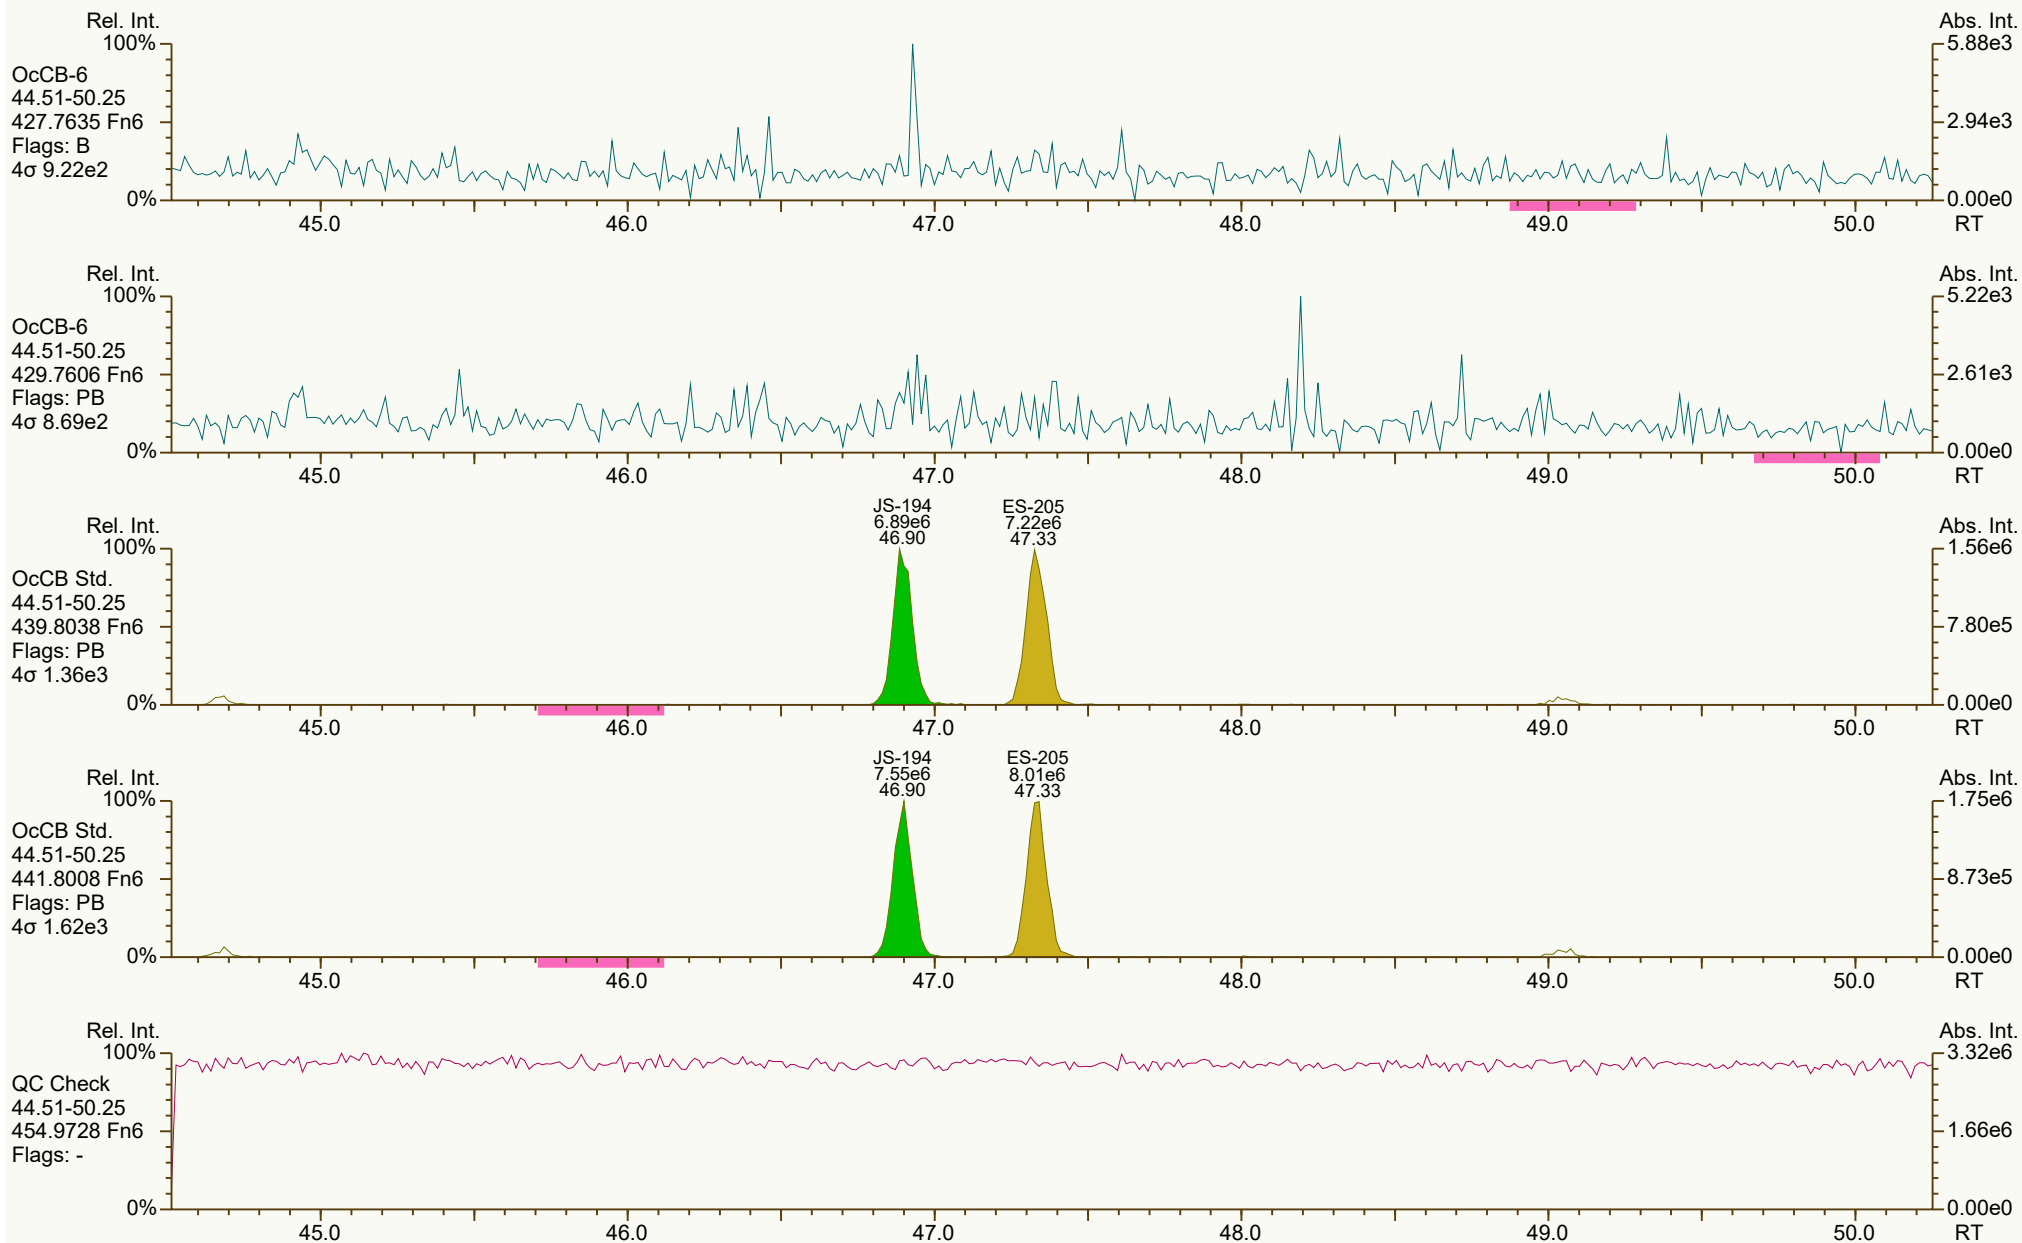 Rel. Int.
Abs. Int.
100%
5.88e3
OcCB-6
44.51-50.25
427.7635 Fn6
2.94e3
Flags: B
4σ 9.22e2
0%
0.00e0
45.0 46.0 47.0 48.0 49.0 50.0 RT
Rel. Int.
Abs. Int.
100%
5.22e3
OcCB-6
44.51-50.25
429.7606 Fn6
2.61e3
Flags: PB
4σ 8.69e2
0%
0.00e0
45.0 46.0 47.0 48.0 49.0 50.0 RT
JS-194
6.89e6
46.90
ES-205
7.22e6
47.33
Rel. Int.
Abs. Int.
100%
1.56e6
OcCB Std.
44.51-50.25
439.8038 Fn6
7.80e5
Flags: PB
4σ 1.36e3
0%
0.00e0
45.0 46.0 47.0 48.0 49.0 50.0 RT
JS-194
7.55e6
46.90
ES-205
8.01e6
47.33
Rel. Int.
Abs. Int.
100%
1.75e6
OcCB Std.
44.51-50.25
441.8008 Fn6
8.73e5
Flags: PB
4σ 1.62e3
0%
0.00e0
45.0 46.0 47.0 48.0 49.0 50.0 RT
Rel. Int.
Abs. Int.
100%
3.32e6
QC Check
44.51-50.25
454.9728 Fn6
1.66e6
Flags: -
0%
0.00e0
45.0 46.0 47.0 48.0 49.0 50.0 RT